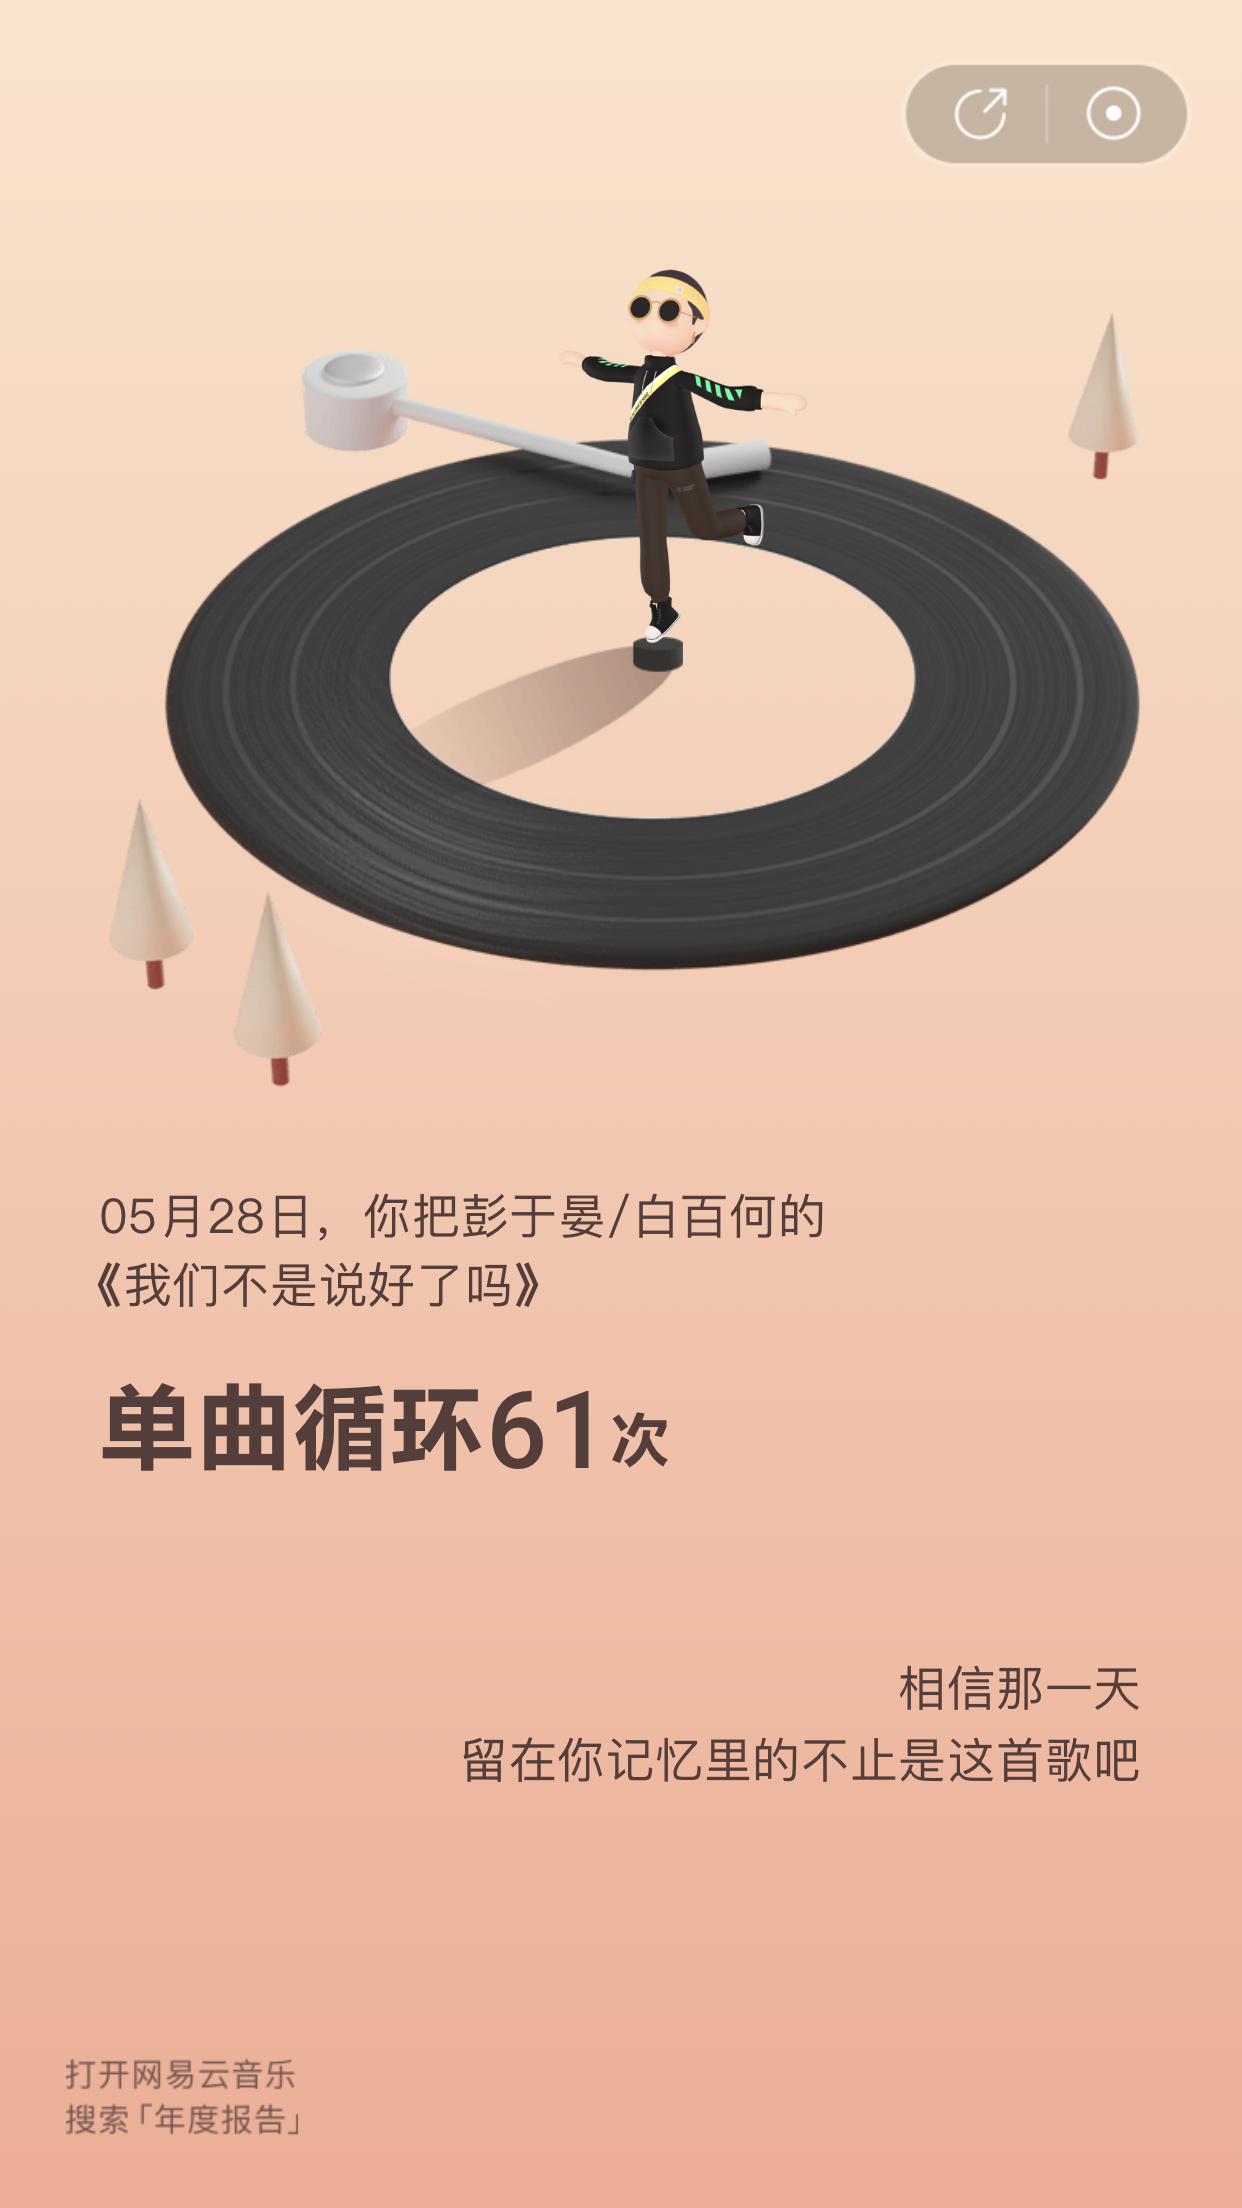 05月28日，你把彭于晏/白百何的
《我们不是说好了吗》
单曲循环61次
相信那一天
留在你记忆里的不止是这首歌吧
打开网易云音乐
搜索「年度报告」